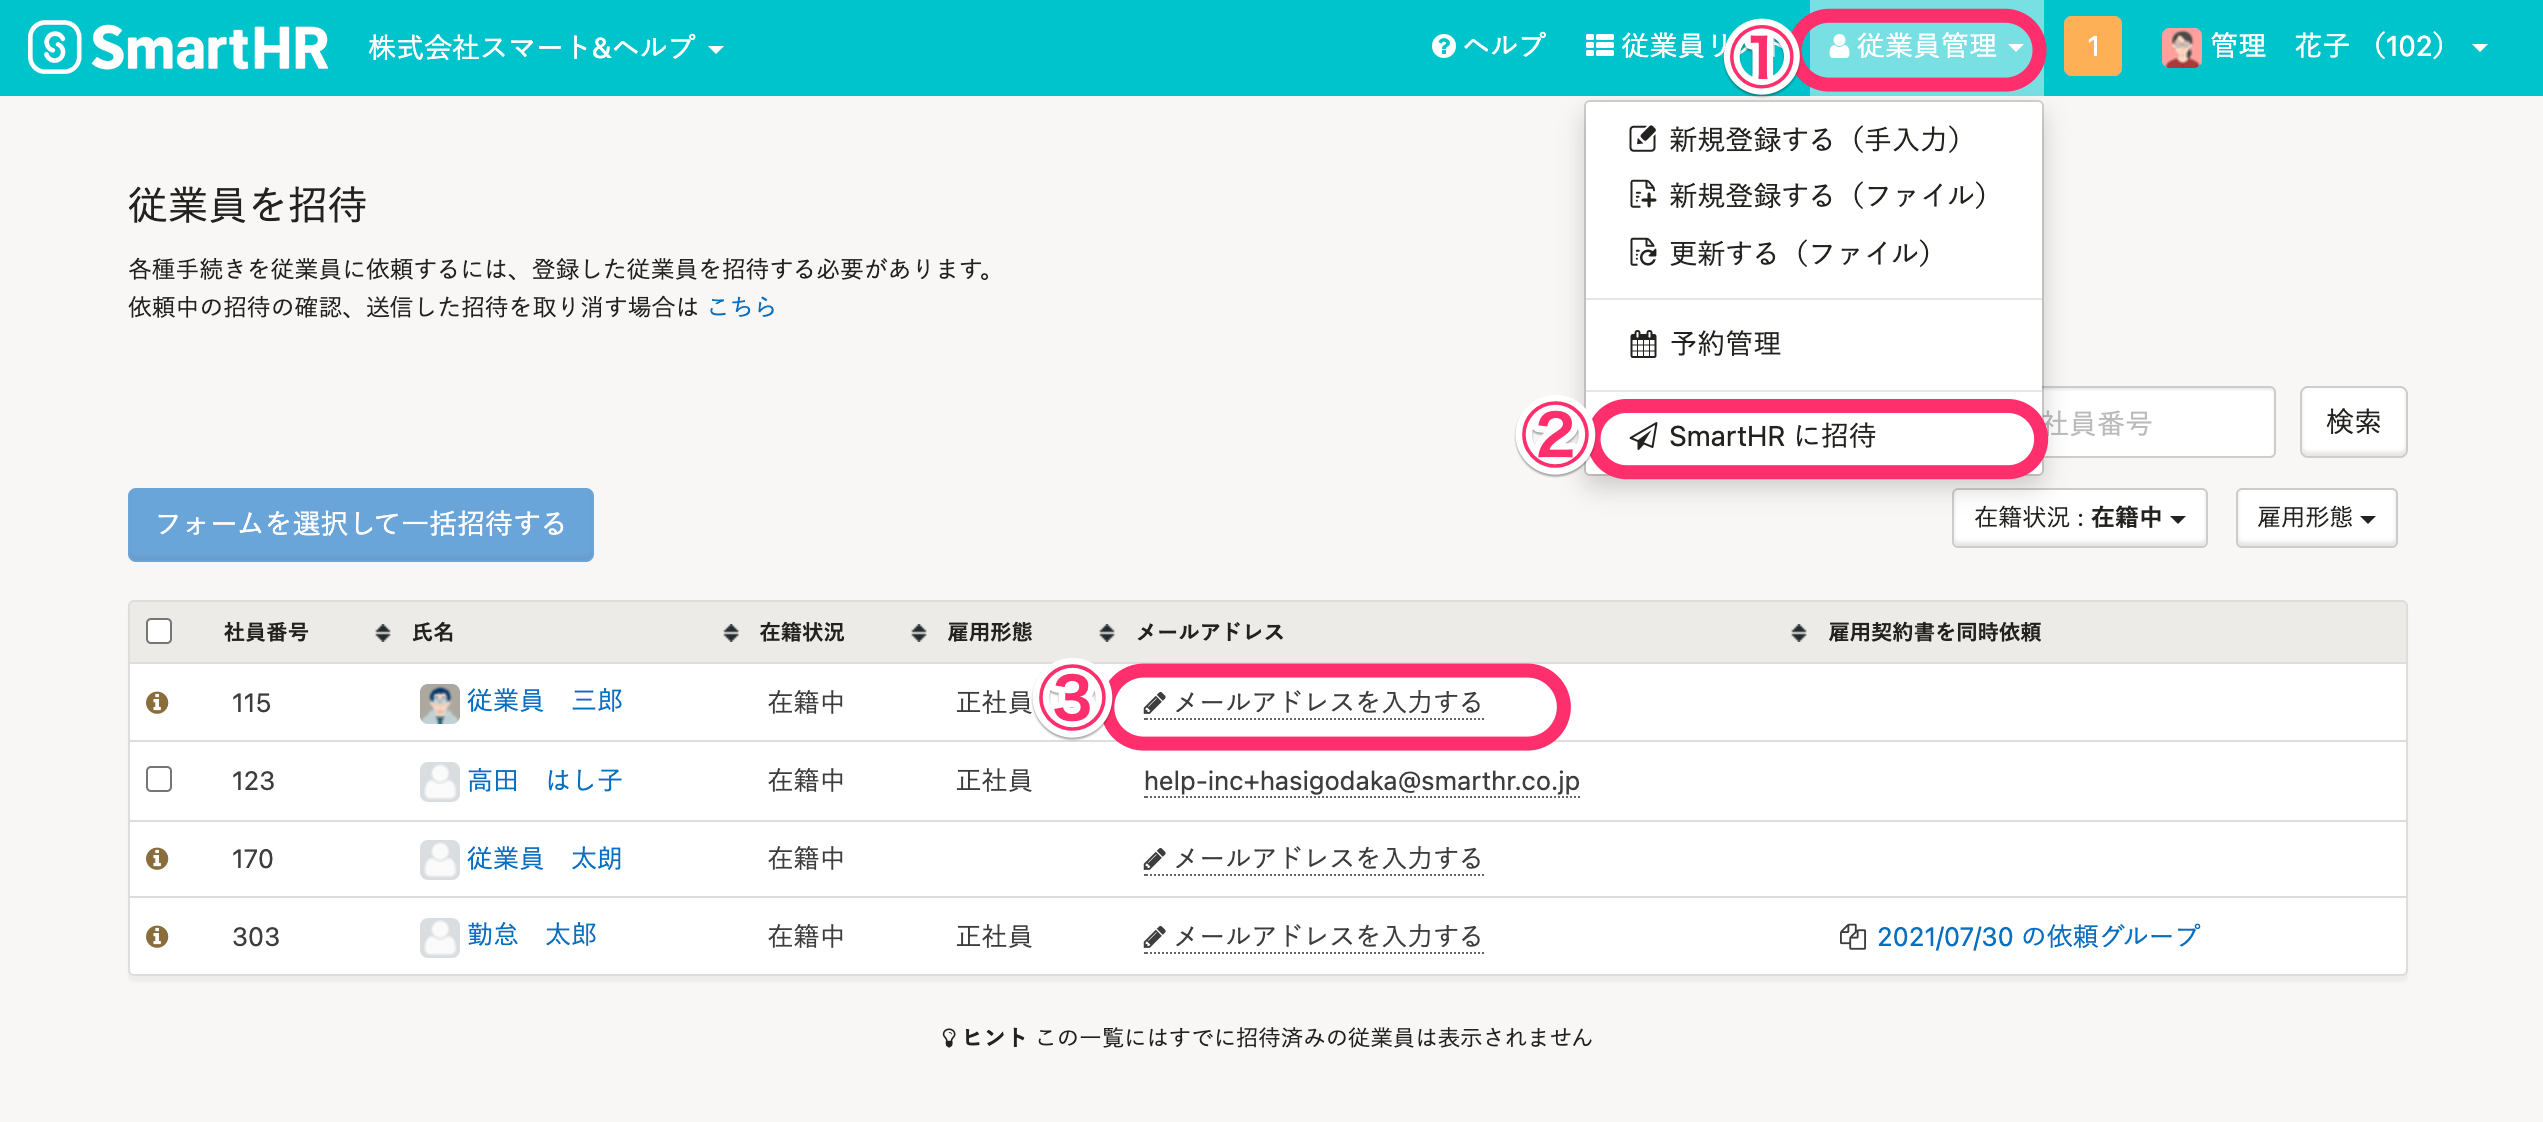 SmartHR 株式会社スマート&ヘルプ ヘルプ 従業員リ ① 従業員管理 1 管理 花子 (102)
新規登録する（手入力）
新規登録する（ファイル）
更新する（ファイル）
予約管理
② SmartHR に招待
従業員を招待
各種手続きを従業員に依頼するには、登録した従業員を招待する必要があります。
依頼中の招待の確認、送信した招待を取り消す場合は こちら
社員番号 検索
フォームを選択して一括招待する 在籍状況 : 在籍中 雇用形態
社員番号 氏名 在籍状況 雇用形態 メールアドレス 雇用契約書を同時依頼
115 従業員 三郎 在籍中 正社員 ③ メールアドレスを入力する
123 髙田 はし子 在籍中 正社員 help-inc+hasigodaka@smarthr.co.jp
170 従業員 太朗 在籍中 メールアドレスを入力する
303 勤怠 太郎 在籍中 正社員 メールアドレスを入力する 2021/07/30 の依頼グループ
ヒント この一覧にはすでに招待済みの従業員は表示されません